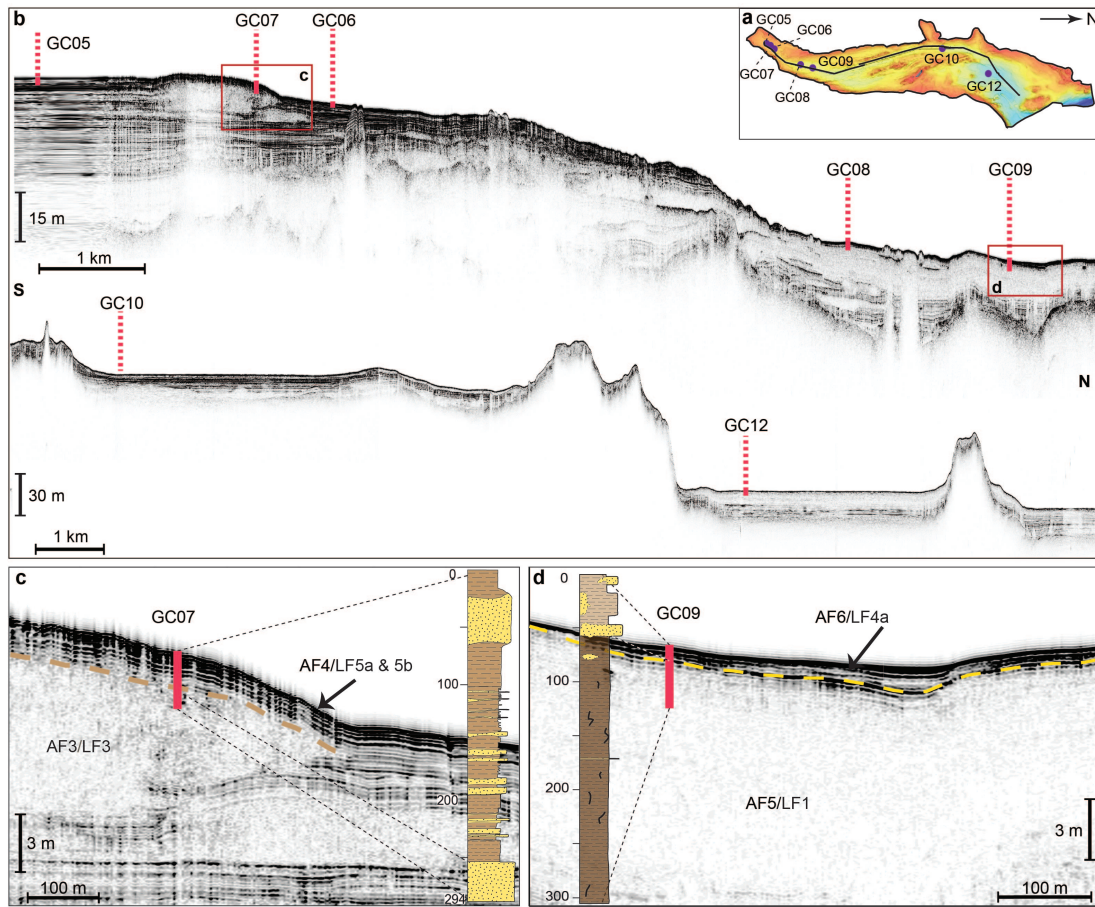 b
GC05
GC07
GC06
c
15 m
1 km
a
N
GC05
GC06
GC09
GC07
GC08
GC10
GC12
GC08
GC09
d
S
GC10
N
GC12
30 m
1 km
c
GC07
AF4/LF5a & 5b
AF3/LF3
3 m
100 m
0
100
200
294
d
0
100
200
300
GC09
AF6/LF4a
AF5/LF1
3 m
100 m